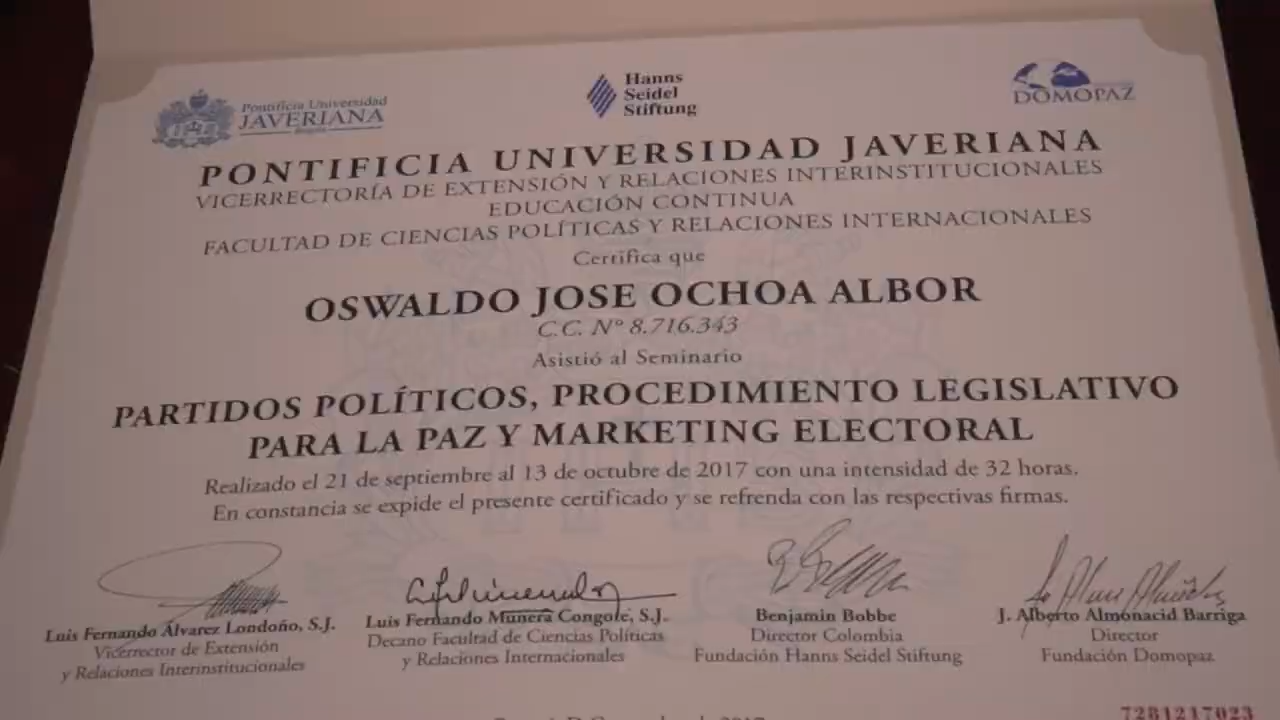 Pontificia Universidad
JAVERIANA
Bogotá
Hanns
Seidel
Stiftung
DOMOPAZ
PONTIFICIA UNIVERSIDAD JAVERIANA
VICERRECTORÍA DE EXTENSIÓN Y RELACIONES INTERINSTITUCIONALES
EDUCACIÓN CONTINUA
FACULTAD DE CIENCIAS POLÍTICAS Y RELACIONES INTERNACIONALES
Certifica que
OSWALDO JOSE OCHOA ALBOR
C.C. Nº 8.716.343
Asistió al Seminario
PARTIDOS POLÍTICOS, PROCEDIMIENTO LEGISLATIVO
PARA LA PAZ Y MARKETING ELECTORAL
Realizado el 21 de septiembre al 13 de octubre de 2017 con una intensidad de 32 horas.
En constancia se expide el presente certificado y se refrenda con las respectivas firmas.
Luis Fernando Álvarez Londoño, S.J.
Vicerrector de Extensión
y Relaciones Interinstitucionales
Luis Fernando Múnera Congote, S.J.
Decano Facultad de Ciencias Políticas
y Relaciones Internacionales
Benjamin Bobbe
Director Colombia
Fundación Hanns Seidel Stiftung
J. Alberto Almonacid Barriga
Director
Fundación Domopaz
7281217023